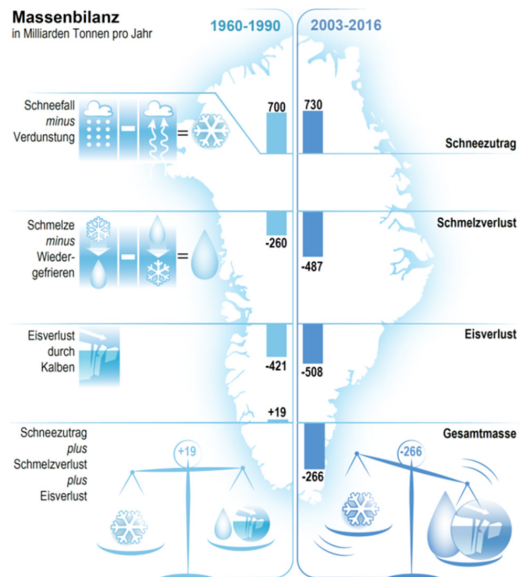 Massenbilanz
in Milliarden Tonnen pro Jahr
1960-1990
2003-2016
Schneefall
minus
Verdunstung
=
700
730
Schneezutrag
Schmelze
minus
Wieder-
gefrieren
=
-260
-487
Schmelzverlust
Eisverlust
durch
Kalben
-421
-508
Eisverlust
+19
-266
Gesamtmasse
Schneezutrag
plus
Schmelzverlust
plus
Eisverlust
+19
-266